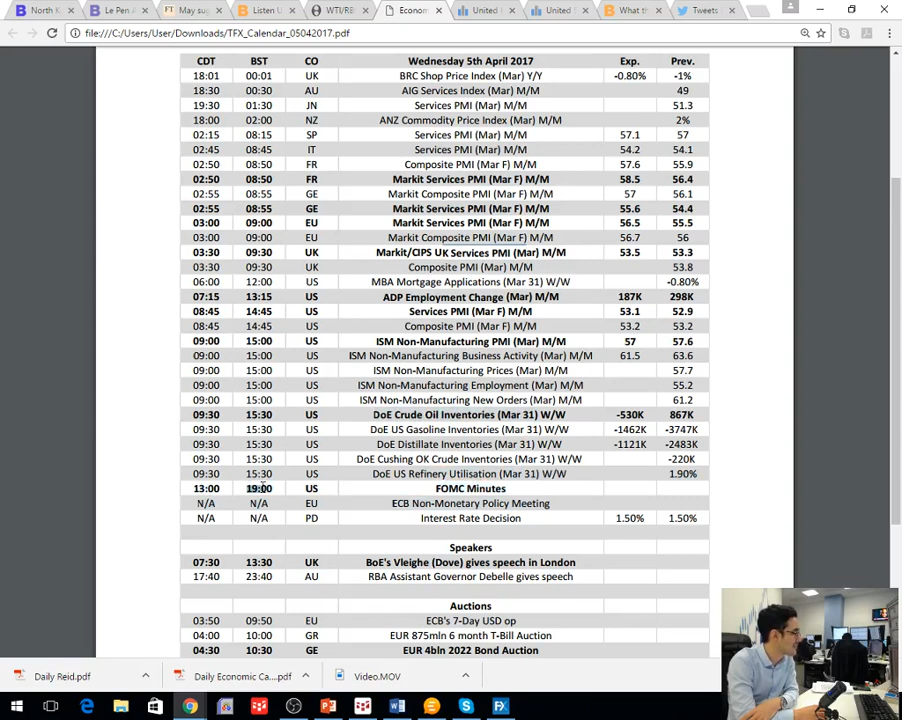 North K
Le Pen A
FT May sug
Listen U
WTI/RB
Econom
United
United S
What th
Tweets
file:///C:/Users/User/Downloads/TFX_Calendar_05042017.pdf
CDT BST CO Wednesday 5th April 2017 Exp. Prev.
18:01 00:01 UK BRC Shop Price Index (Mar) Y/Y -0.80% -1%
18:30 00:30 AU AIG Services Index (Mar) M/M 49
19:30 01:30 JN Services PMI (Mar) M/M 51.3
18:00 02:00 NZ ANZ Commodity Price Index (Mar) M/M 2%
02:15 08:15 SP Services PMI (Mar) M/M 57.1 57
02:45 08:45 IT Services PMI (Mar) M/M 54.2 54.1
02:50 08:50 FR Composite PMI (Mar F) M/M 57.6 55.9
02:50 08:50 FR Markit Services PMI (Mar F) M/M 58.5 56.4
02:55 08:55 GE Markit Composite PMI (Mar F) M/M 57 56.1
02:55 08:55 GE Markit Services PMI (Mar F) M/M 55.6 54.4
03:00 09:00 EU Markit Services PMI (Mar F) M/M 56.5 55.5
03:00 09:00 EU Markit Composite PMI (Mar F) M/M 56.7 56
03:30 09:30 UK Markit/CIPS UK Services PMI (Mar) M/M 53.5 53.3
03:30 09:30 UK Composite PMI (Mar) M/M 53.8
06:00 12:00 US MBA Mortgage Applications (Mar 31) W/W -0.80%
07:15 13:15 US ADP Employment Change (Mar) M/M 187K 298K
08:45 14:45 US Services PMI (Mar F) M/M 53.1 52.9
08:45 14:45 US Composite PMI (Mar F) M/M 53.2 53.2
09:00 15:00 US ISM Non-Manufacturing PMI (Mar) M/M 57 57.6
09:00 15:00 US ISM Non-Manufacturing Business Activity (Mar) M/M 61.5 63.6
09:00 15:00 US ISM Non-Manufacturing Prices (Mar) M/M 57.7
09:00 15:00 US ISM Non-Manufacturing Employment (Mar) M/M 55.2
09:00 15:00 US ISM Non-Manufacturing New Orders (Mar) M/M 61.2
09:30 15:30 US DoE Crude Oil Inventories (Mar 31) W/W -530K 867K
09:30 15:30 US DoE US Gasoline Inventories (Mar 31) W/W -1462K -3747K
09:30 15:30 US DoE Distillate Inventories (Mar 31) W/W -1121K -2483K
09:30 15:30 US DoE Cushing OK Crude Inventories (Mar 31) W/W -220K
09:30 15:30 US DoE US Refinery Utilisation (Mar 31) W/W 1.90%
13:00 19:00 US FOMC Minutes
N/A N/A EU ECB Non-Monetary Policy Meeting
N/A N/A PD Interest Rate Decision 1.50% 1.50%
Speakers
07:30 13:30 UK BoE's Vleighe (Dove) gives speech in London
17:40 23:40 AU RBA Assistant Governor Debelle gives speech
Auctions
03:50 09:50 EU ECB's 7-Day USD op
04:00 10:00 GR EUR 875mln 6 month T-Bill Auction
04:30 10:30 GE EUR 4bln 2022 Bond Auction
Daily Reid.pdf
Daily Economic Ca....pdf
Video.MOV